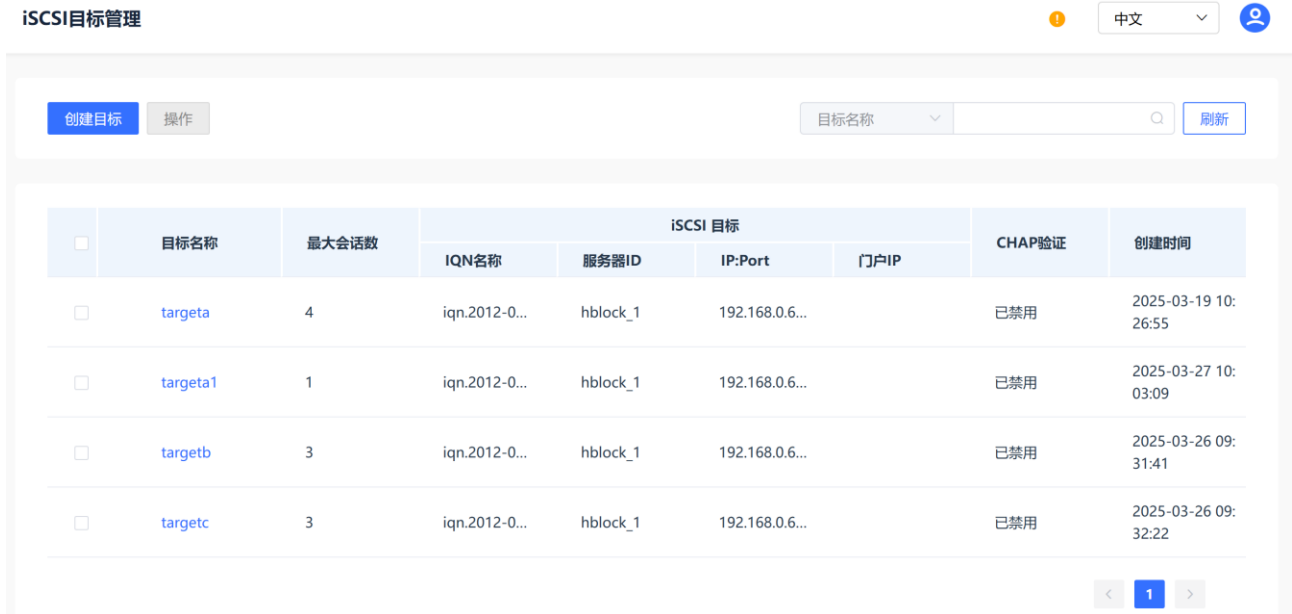 iSCSI目标管理
中文
创建目标 操作 目标名称 刷新
目标名称 最大会话数 iSCSI 目标 CHAP验证 创建时间
IQN名称 服务器ID IP:Port 门户IP
targeta 4 iqn.2012-0... hblock_1 192.168.0.6... 已禁用 2025-03-19 10:
26:55
targeta1 1 iqn.2012-0... hblock_1 192.168.0.6... 已禁用 2025-03-27 10:
03:09
targetb 3 iqn.2012-0... hblock_1 192.168.0.6... 已禁用 2025-03-26 09:
31:41
targetc 3 iqn.2012-0... hblock_1 192.168.0.6... 已禁用 2025-03-26 09:
32:22
1